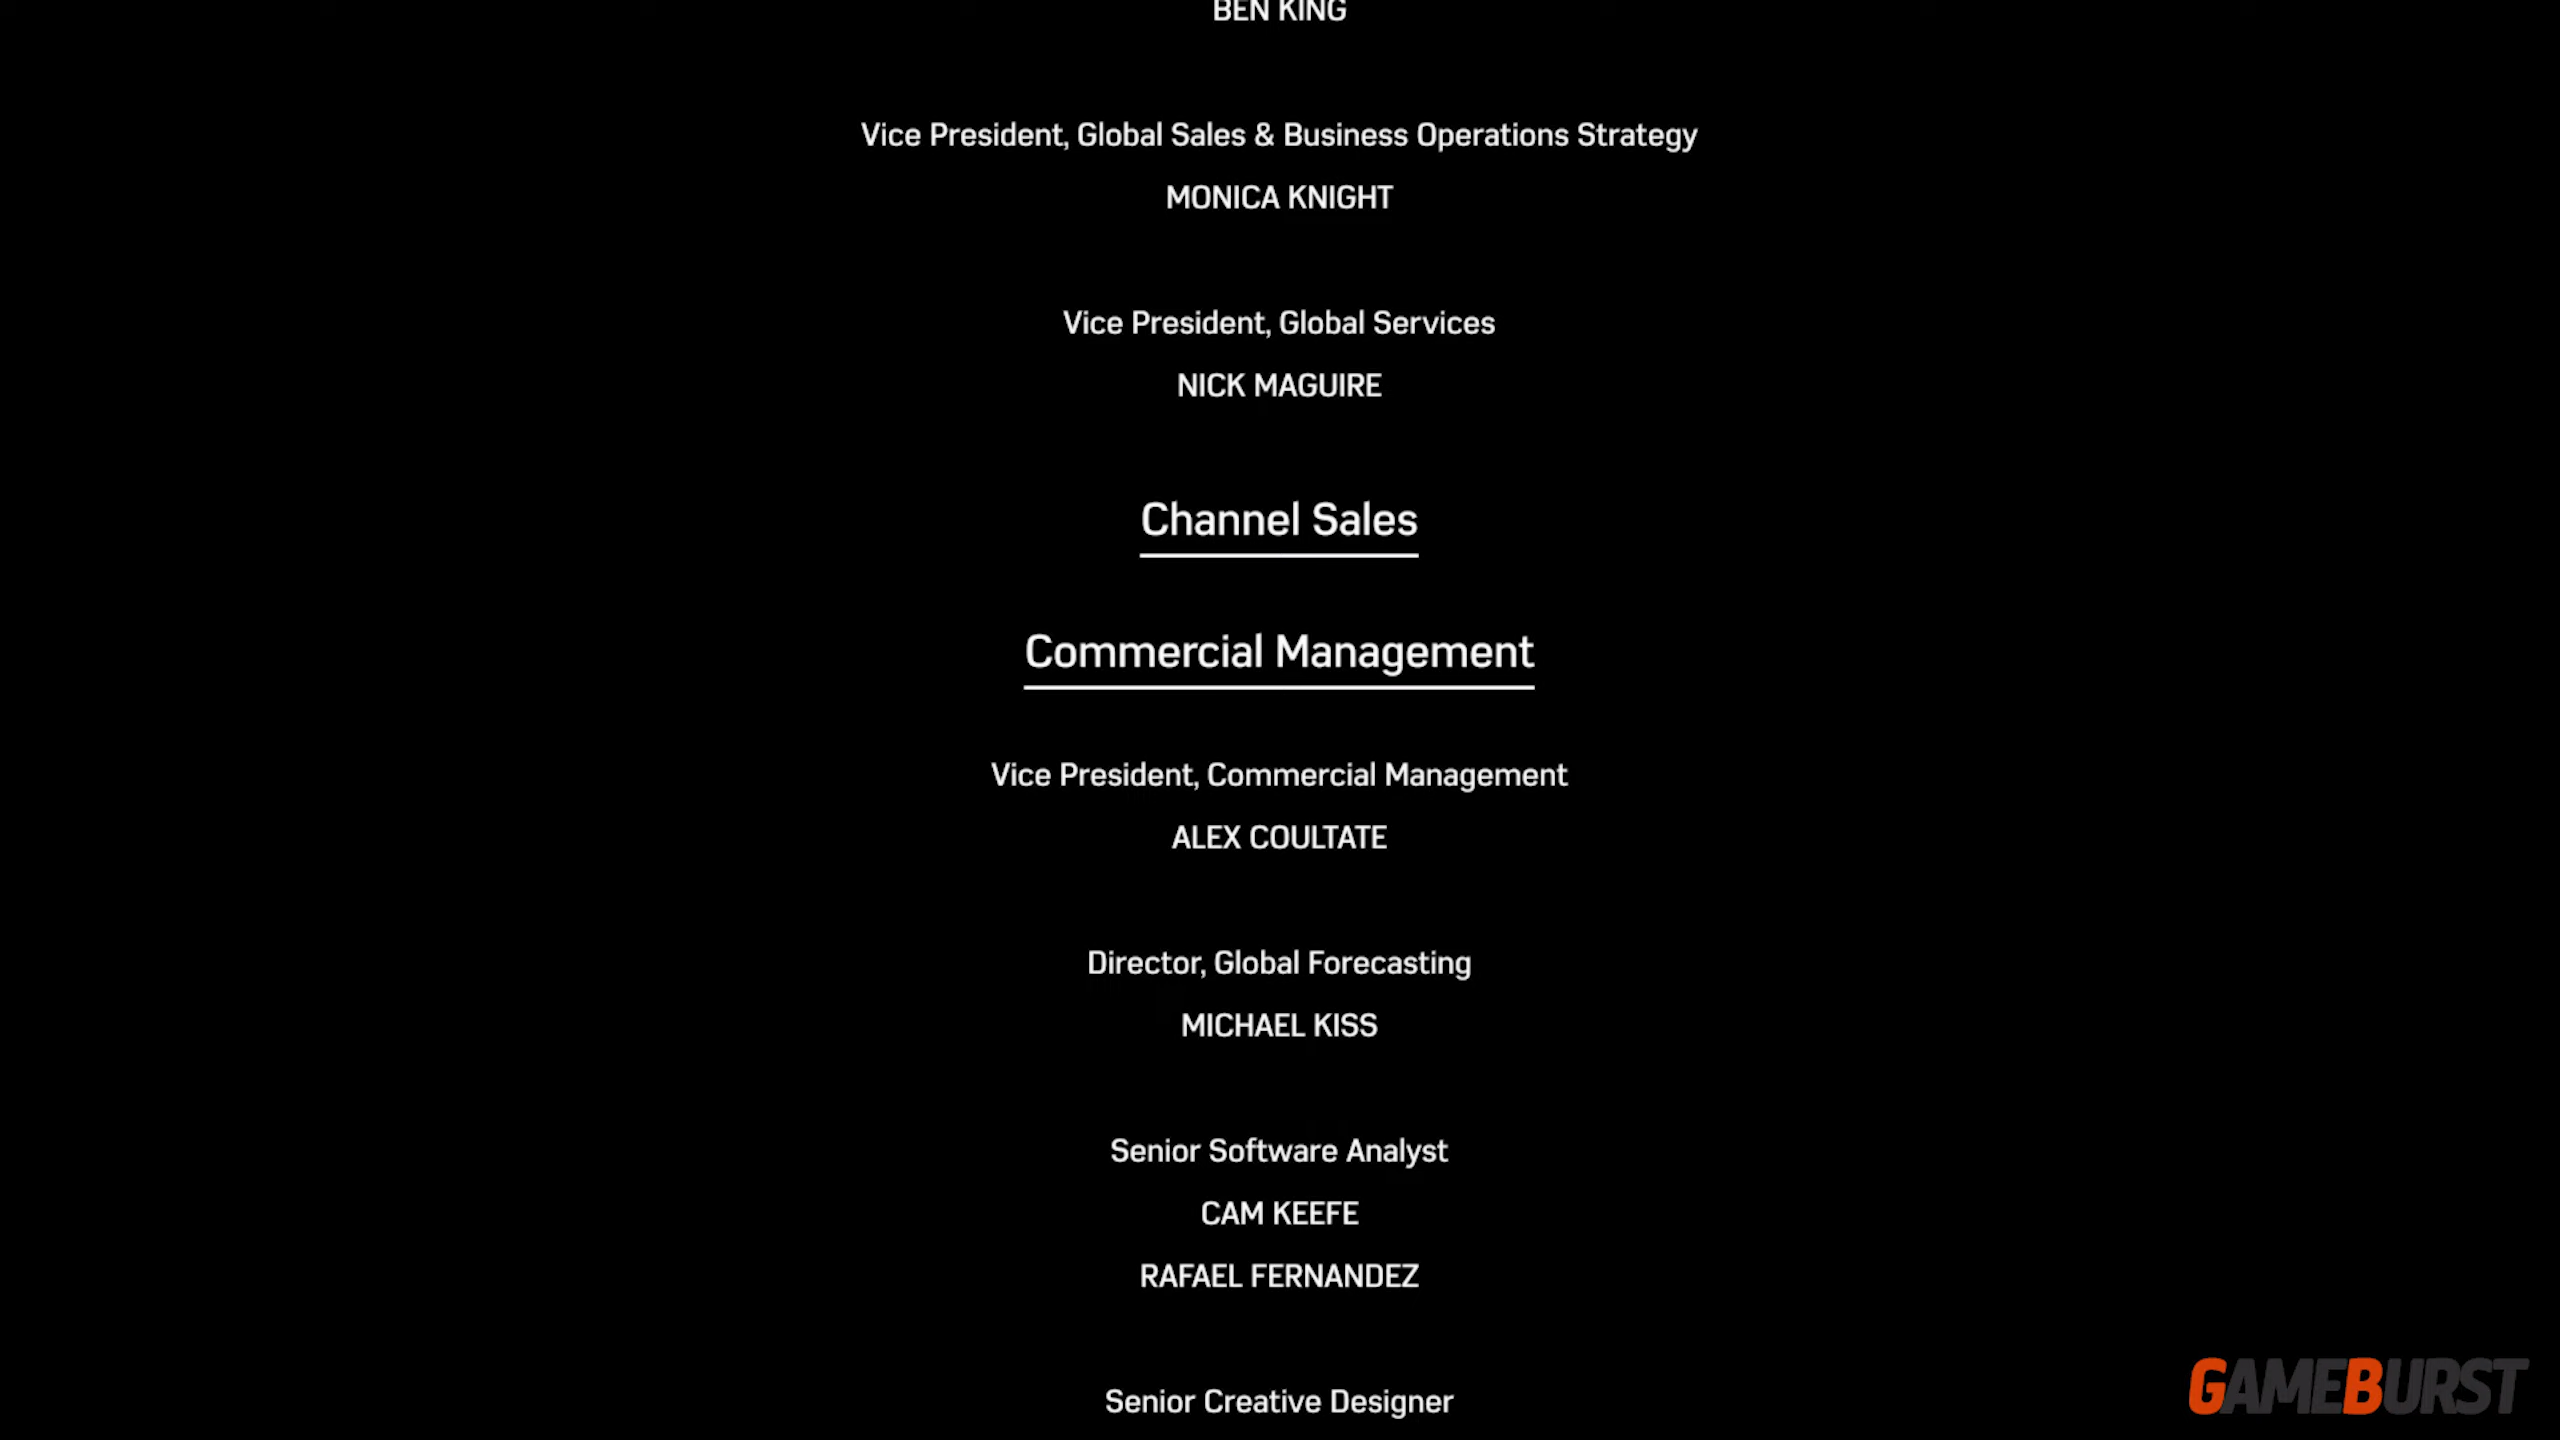 BEN KING
Vice President, Global Sales & Business Operations Strategy
MONICA KNIGHT
Vice President, Global Services
NICK MAGUIRE
Channel Sales
Commercial Management
Vice President, Commercial Management
ALEX COULTATE
Director, Global Forecasting
MICHAEL KISS
Senior Software Analyst
CAM KEEFE
RAFAEL FERNANDEZ
Senior Creative Designer
GAMEBURST